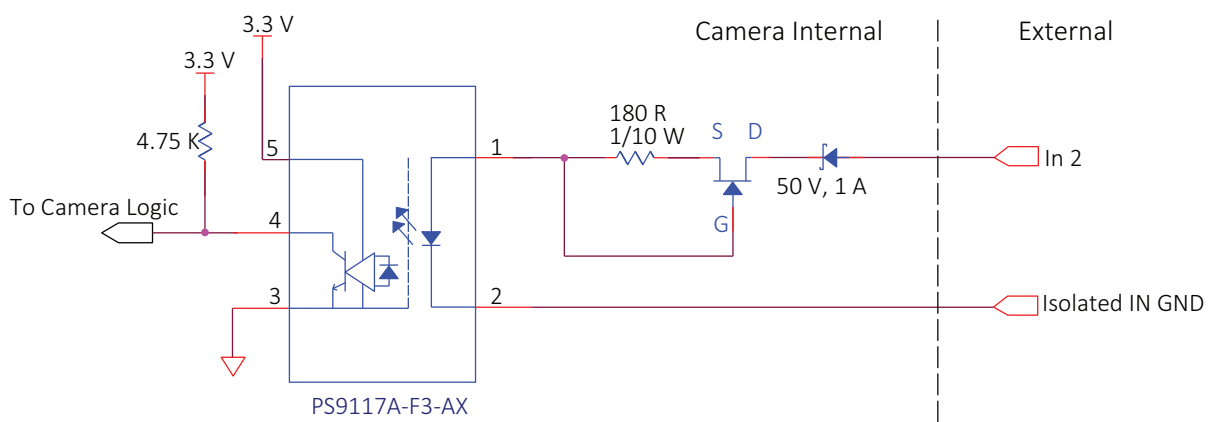 3.3 V
Camera Internal
External
3.3 V
180 R
1/10 W
S
D
4.75 K
5
1
In 2
50 V, 1 A
To Camera Logic
4
G
3
2
Isolated IN GND
PS9117A-F3-AX